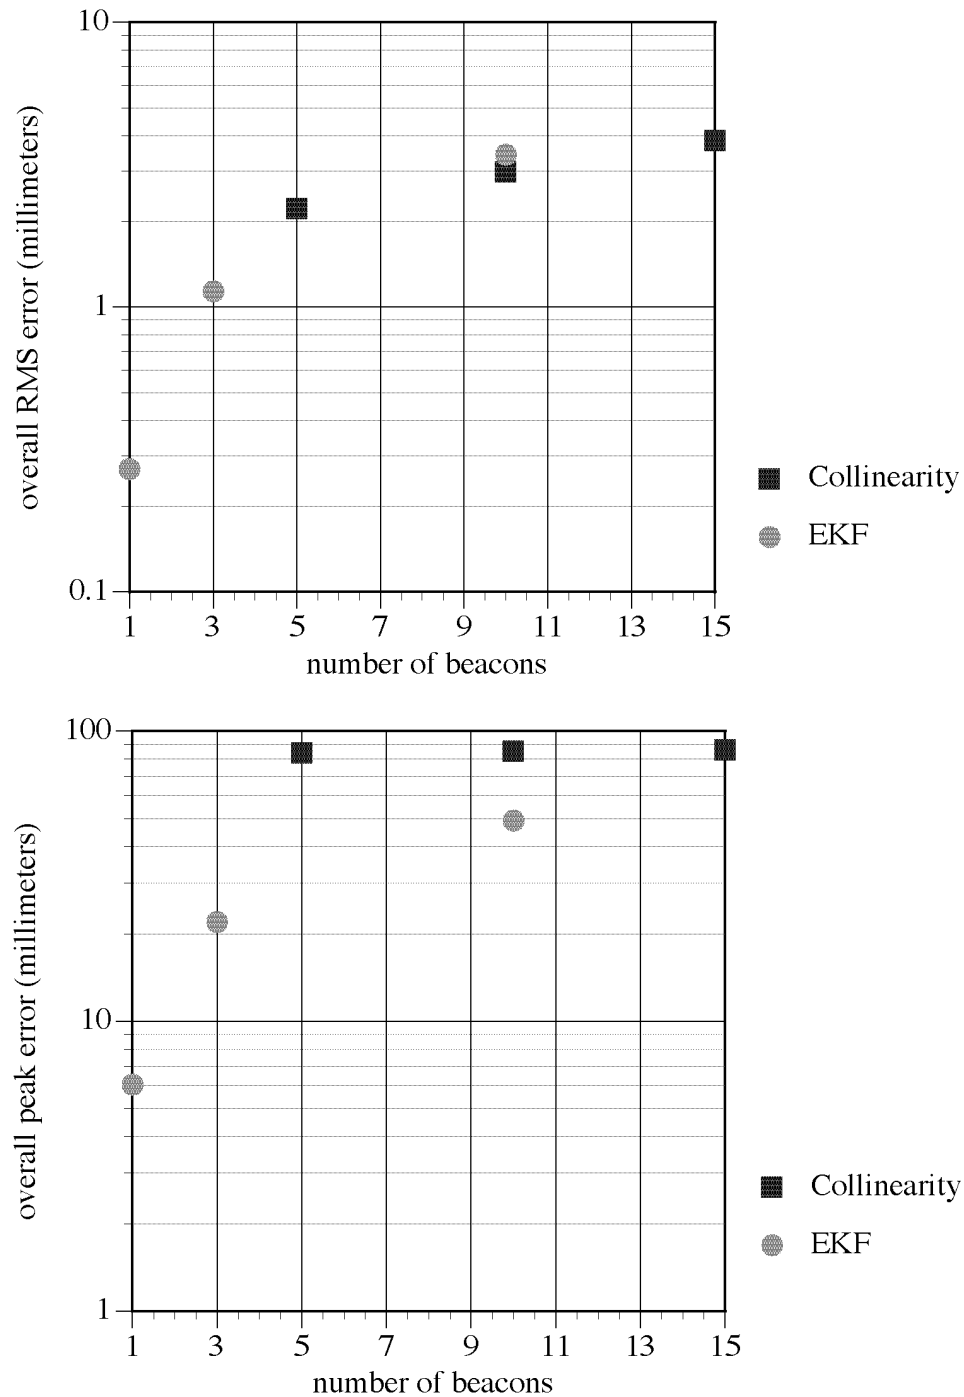 10
1
0.1
overall RMS error (millimeters)
1 3 5 7 9 11 13 15
number of beacons
Collinearity
EKF
100
10
1
overall peak error (millimeters)
1 3 5 7 9 11 13 15
number of beacons
Collinearity
EKF